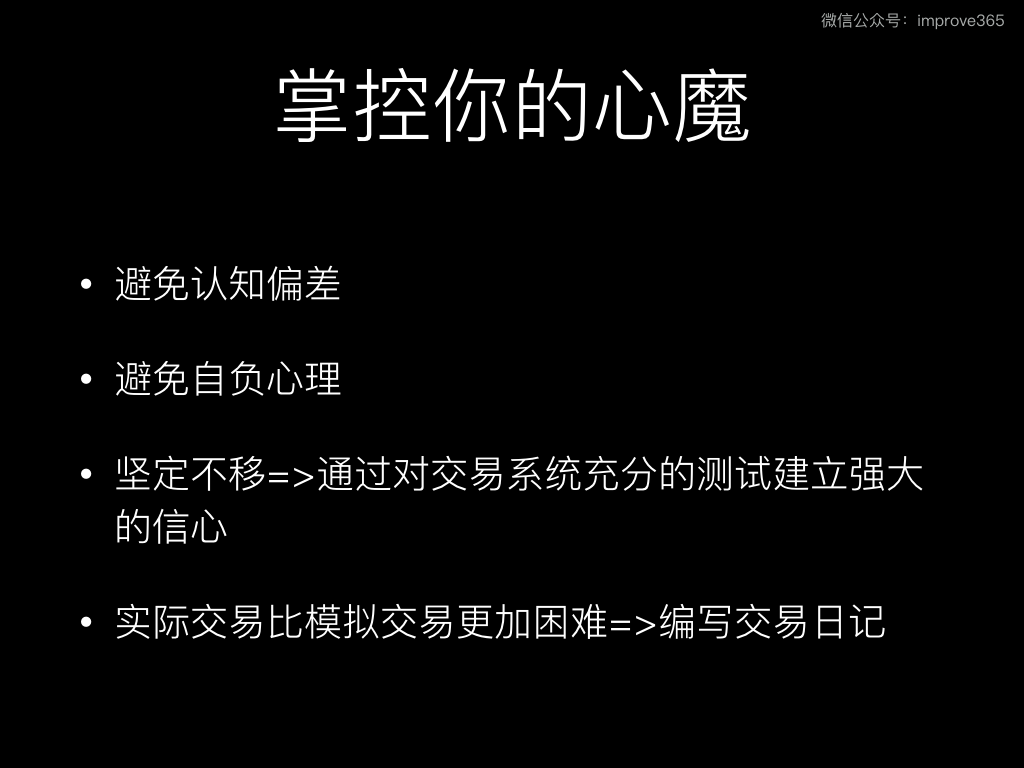 微信公众号：improve365
掌控你的心魔
• 避免认知偏差
• 避免自负心理
• 坚定不移=>通过对交易系统充分的测试建立强大
的信心
• 实际交易比模拟交易更加困难=>编写交易日记